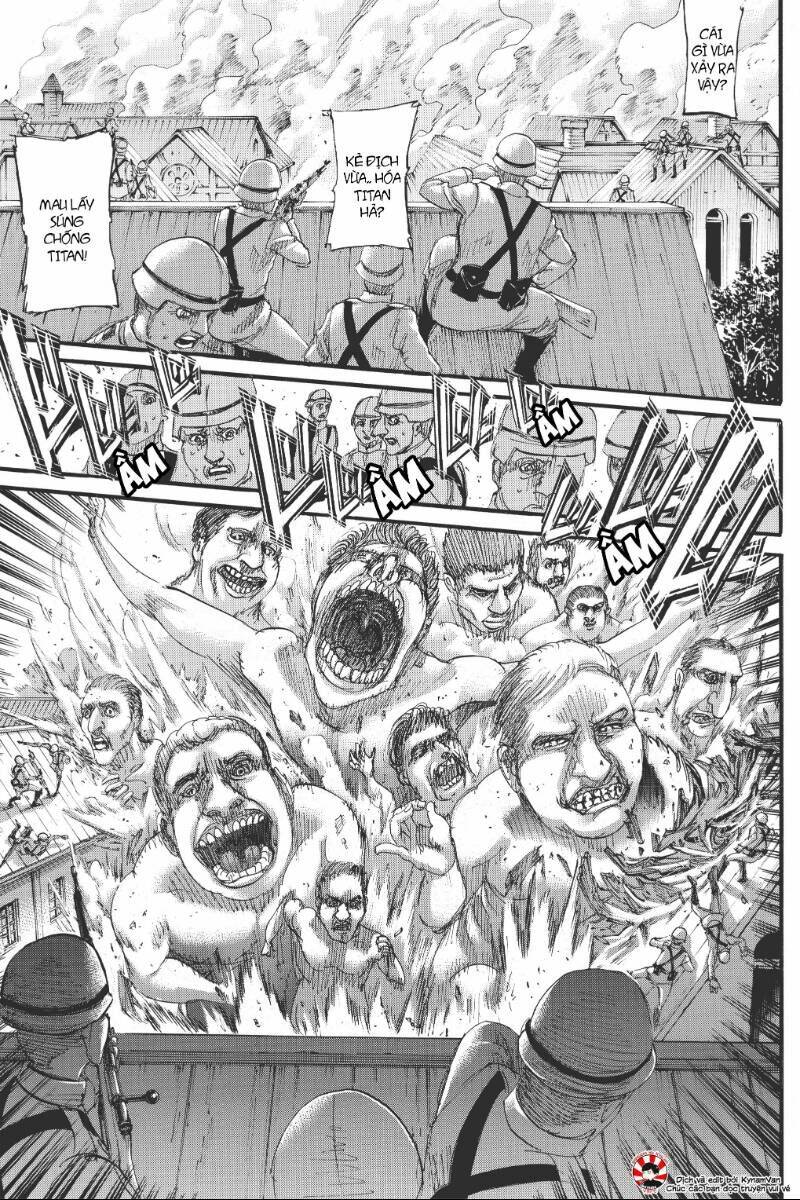 CÁI
GÌ VỪA
XẢY RA
VẬY?
KẺ ĐỊCH
VỪA HÓA
TITAN
HẢ?
MAU LẤY
SÚNG
CHỐNG
TITAN!
ẦM
ẦM
ẦM
ẦM
Dịch và edit bởi KynamVan
Chúc các bạn đọc truyện vui vẻ